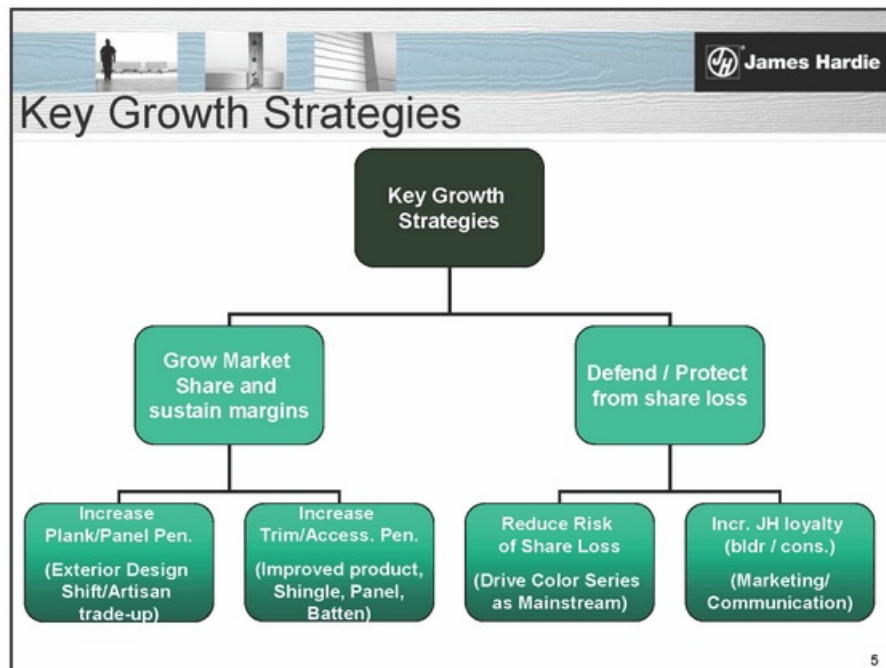 JH James Hardie
Key Growth Strategies
Key Growth
Strategies
Grow Market
Share and
sustain margins
Defend / Protect
from share loss
Increase
Plank/Panel Pen.
(Exterior Design
Shift/Artisan
trade-up)
Increase
Trim/Access. Pen.
(Improved product,
Shingle, Panel,
Batten)
Reduce Risk
of Share Loss
(Drive Color Series
as Mainstream)
Incr. JH loyalty
(bldr / cons.)
(Marketing/
Communication)
5